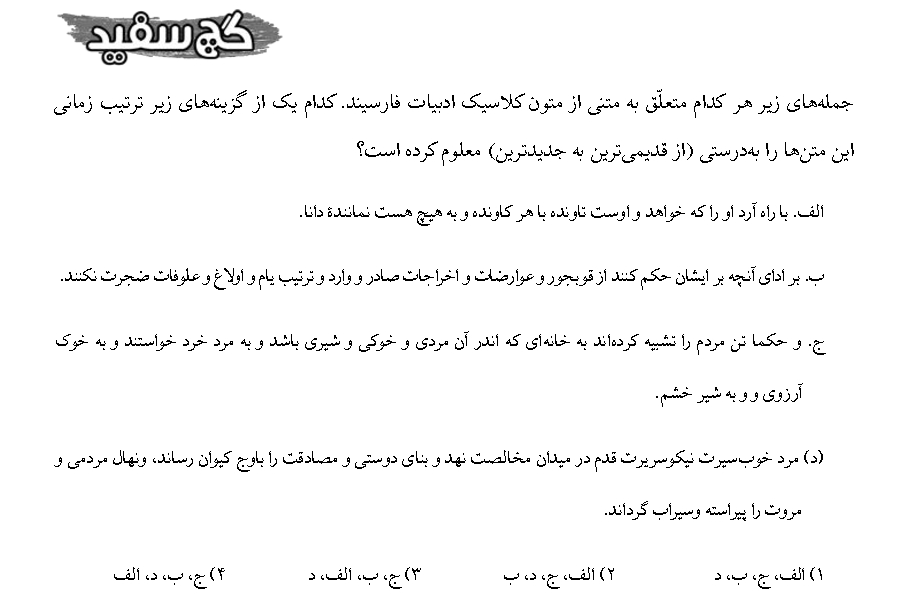 گچ سفید
جمله‌های زیر هر کدام متعلّق به متنی از متون کلاسیک ادبیات فارسیند. کدام یک از گزینه‌های زیر ترتیب زمانی
این متن‌ها را به‌درستی (از قدیمی‌ترین به جدیدترین) معلوم کرده است؟
الف. با راه آرد او را که خواهد و اوست تاونده با هر کاونده و به هیچ هست نمانندهٔ دانا.
ب. بر ادای آنچه بر ایشان حکم کنند از قوبجور و عوارضات و اخراجات صادر و وارد و ترتیب یام و اولاغ و علوفات ضجرت نکنند.
ج. و حکما تن مردم را تشبیه کرده‌اند به خانه‌ای که اندر آن مردی و خوکی و شیری باشد و به مرد خرد خواستند و به خوک
آرزوی و و به شیر خشم.
(د) مرد خوب‌سیرت نیکوسریرت قدم در میدان مخالصت نهد و بنای دوستی و مصادقت را باوج کیوان رساند، ونهال مردمی و
مروت را پیراسته وسیراب گرداند.
۱) الف، ج، ب، د ۲) الف، ج، د، ب ۳) ج، ب، الف، د ۴) ج، ب، د، الف